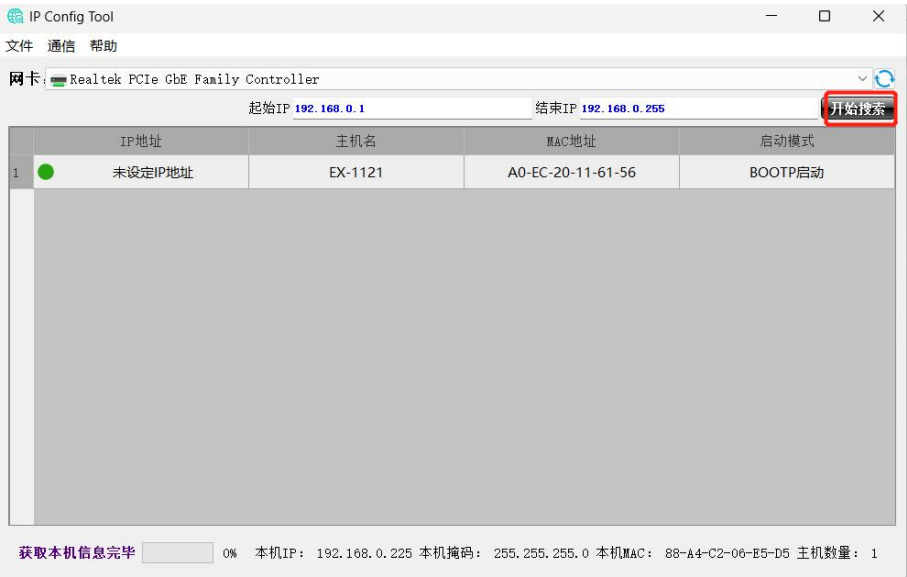 IP Config Tool
文件 通信 帮助
网卡: Realtek PCIe GbE Family Controller
起始IP 192.168.0.1 结束IP 192.168.0.255 开始搜索
IP地址 主机名 MAC地址 启动模式
1 未设定IP地址 EX-1121 A0-EC-20-11-61-56 BOOTP启动
获取本机信息完毕 0% 本机IP: 192.168.0.225 本机掩码: 255.255.255.0 本机MAC: 88-A4-C2-06-E5-D5 主机数量: 1